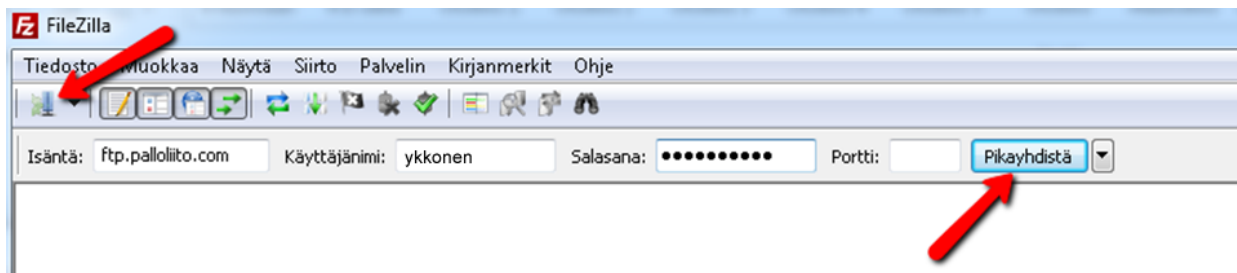 FileZilla
Tiedosto Muokkaa Näytä Siirto Palvelin Kirjanmerkit Ohje
Isäntä: ftp.palloliito.com Käyttäjänimi: ykkonen Salasana: ●●●●●●●●●● Portti: Pikayhdistä